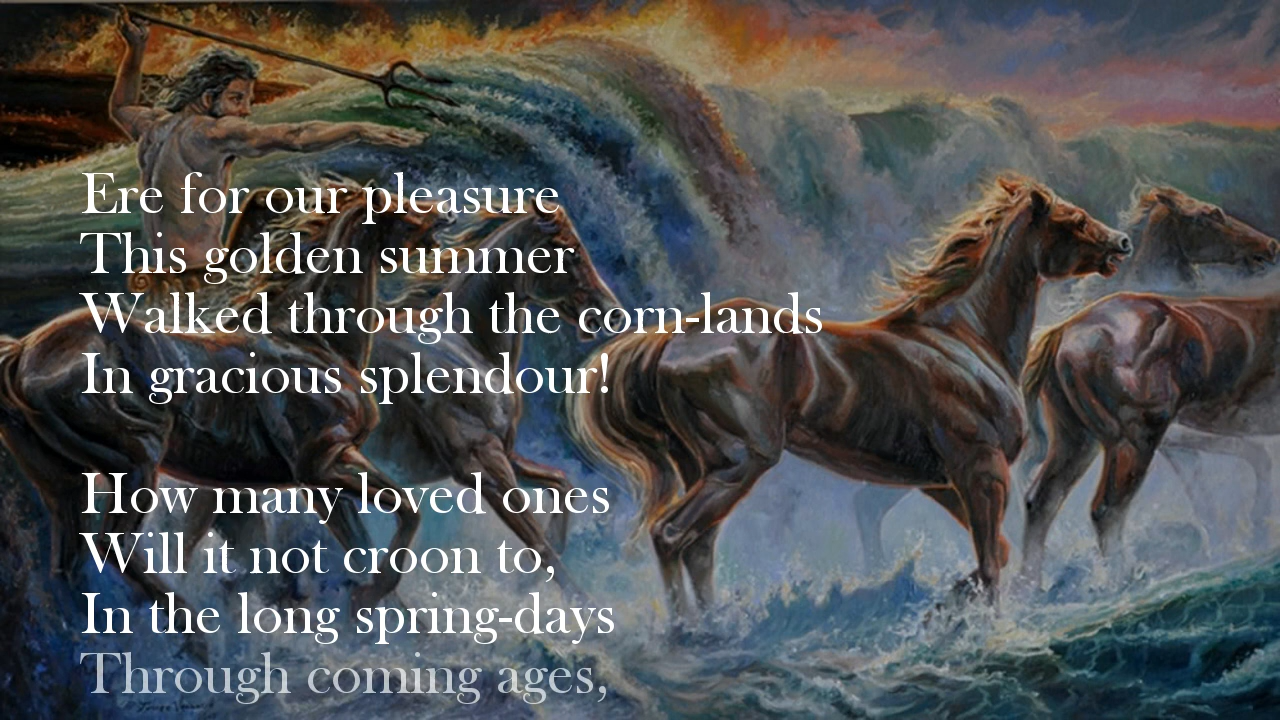 Ere for our pleasure
This golden summer
Walked through the corn-lands
In gracious splendour!
How many loved ones
Will it not croon to,
In the long spring-days
Through coming ages,